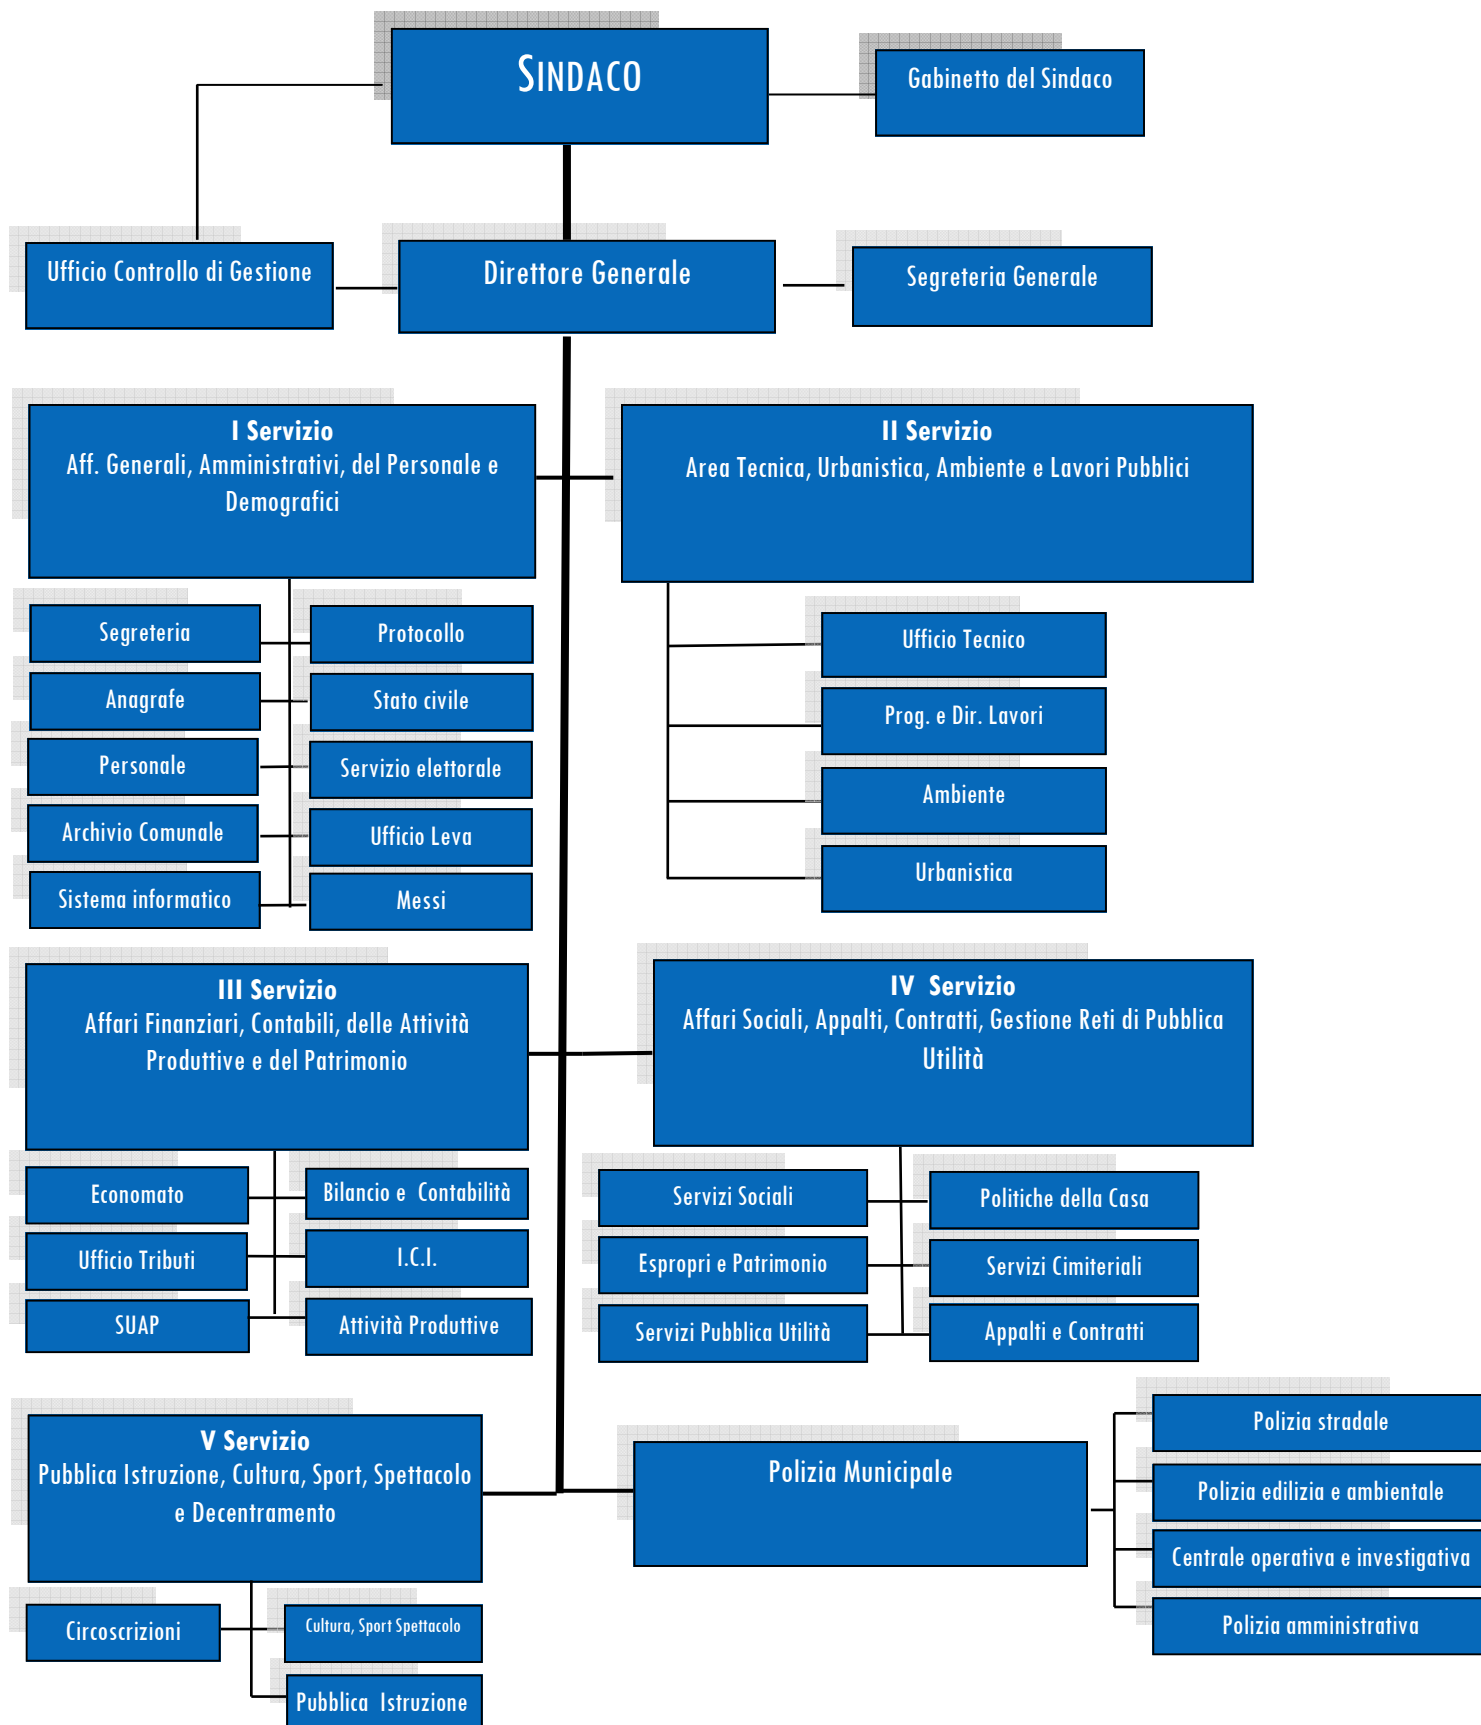 SINDACO
Gabinetto del Sindaco
Ufficio Controllo di Gestione
Direttore Generale
Segreteria Generale
I Servizio
Aff. Generali, Amministrativi, del Personale e
Demografici
II Servizio
Area Tecnica, Urbanistica, Ambiente e Lavori Pubblici
Segreteria
Protocollo
Anagrafe
Stato civile
Personale
Servizio elettorale
Archivio Comunale
Ufficio Leva
Sistema informatico
Messi
Ufficio Tecnico
Prog. e Dir. Lavori
Ambiente
Urbanistica
III Servizio
Affari Finanziari, Contabili, delle Attività
Produttive e del Patrimonio
IV  Servizio
Affari Sociali, Appalti, Contratti, Gestione Reti di Pubblica
Utilità
Economato
Bilancio e  Contabilità
Ufficio Tributi
I.C.I.
SUAP
Attività Produttive
Servizi Sociali
Politiche della Casa
Espropri e Patrimonio
Servizi Cimiteriali
Servizi Pubblica Utilità
Appalti e Contratti
V Servizio
Pubblica Istruzione, Cultura, Sport, Spettacolo
e Decentramento
Polizia Municipale
Polizia stradale
Polizia edilizia e ambientale
Centrale operativa e investigativa
Polizia amministrativa
Circoscrizioni
Cultura, Sport Spettacolo
Pubblica  Istruzione